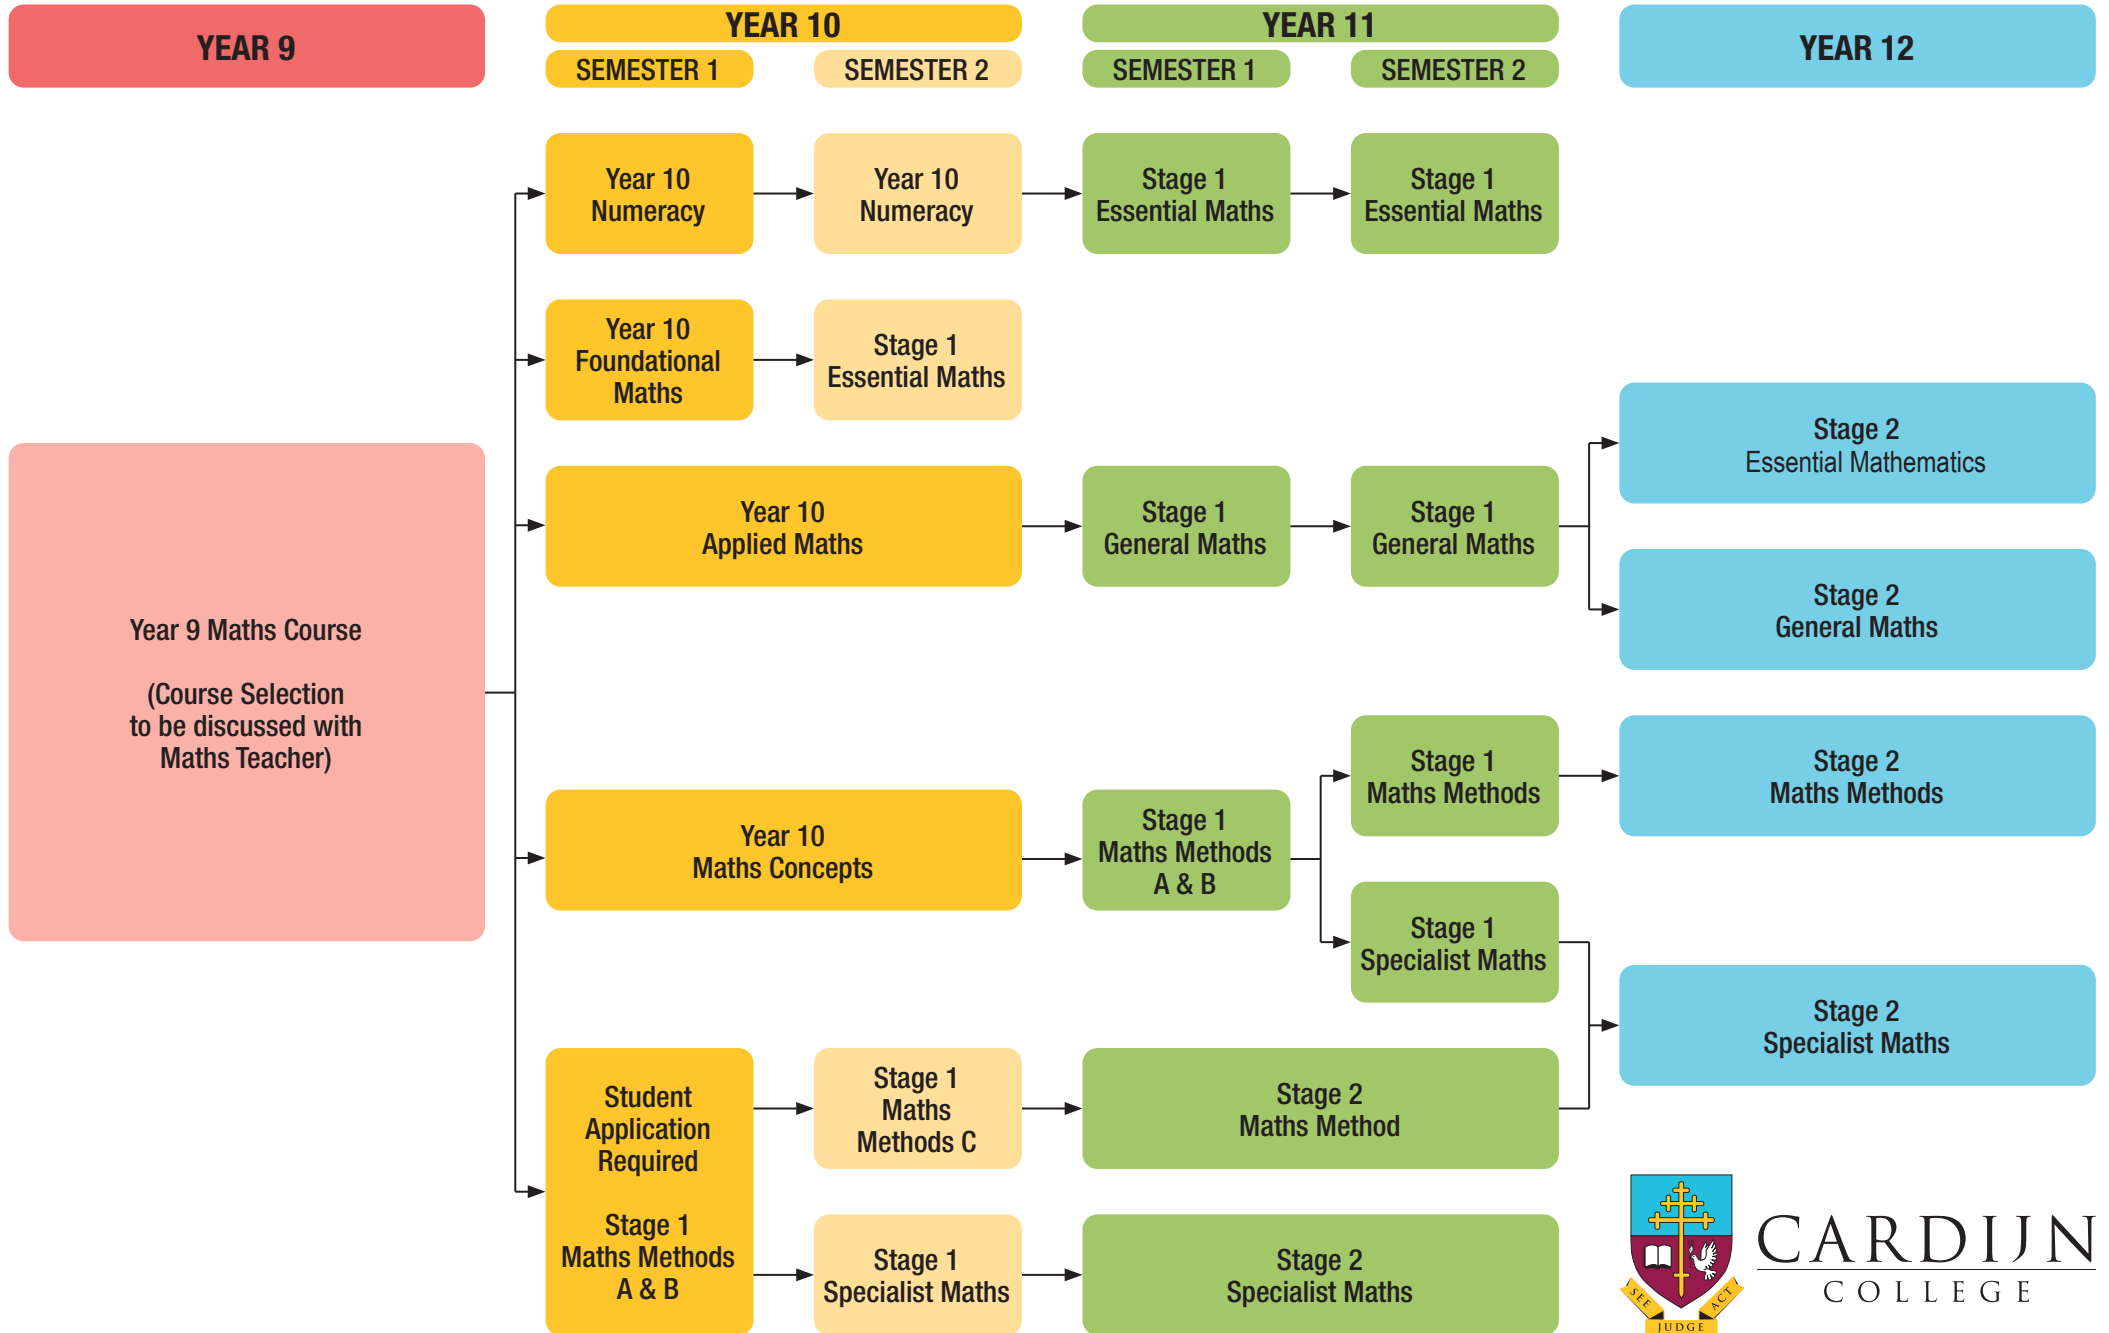 YEAR 9
YEAR 10
SEMESTER 1
SEMESTER 2
YEAR 11
SEMESTER 1
SEMESTER 2
YEAR 12
Year 9 Maths Course
(Course Selection
to be discussed with
Maths Teacher)
Year 10
Numeracy
Year 10
Numeracy
Stage 1
Essential Maths
Stage 1
Essential Maths
Year 10
Foundational
Maths
Stage 1
Essential Maths
Year 10
Applied Maths
Stage 1
General Maths
Stage 1
General Maths
Stage 2
Essential Mathematics
Stage 2
General Maths
Year 10
Maths Concepts
Stage 1
Maths Methods
A & B
Stage 1
Maths Methods
Stage 2
Maths Methods
Stage 1
Specialist Maths
Stage 2
Specialist Maths
Student
Application
Required
Stage 1
Maths Methods
A & B
Stage 1
Maths
Methods C
Stage 2
Maths Method
Stage 1
Specialist Maths
Stage 2
Specialist Maths
SEE
JUDGE
ACT
CARDIJN
COLLEGE